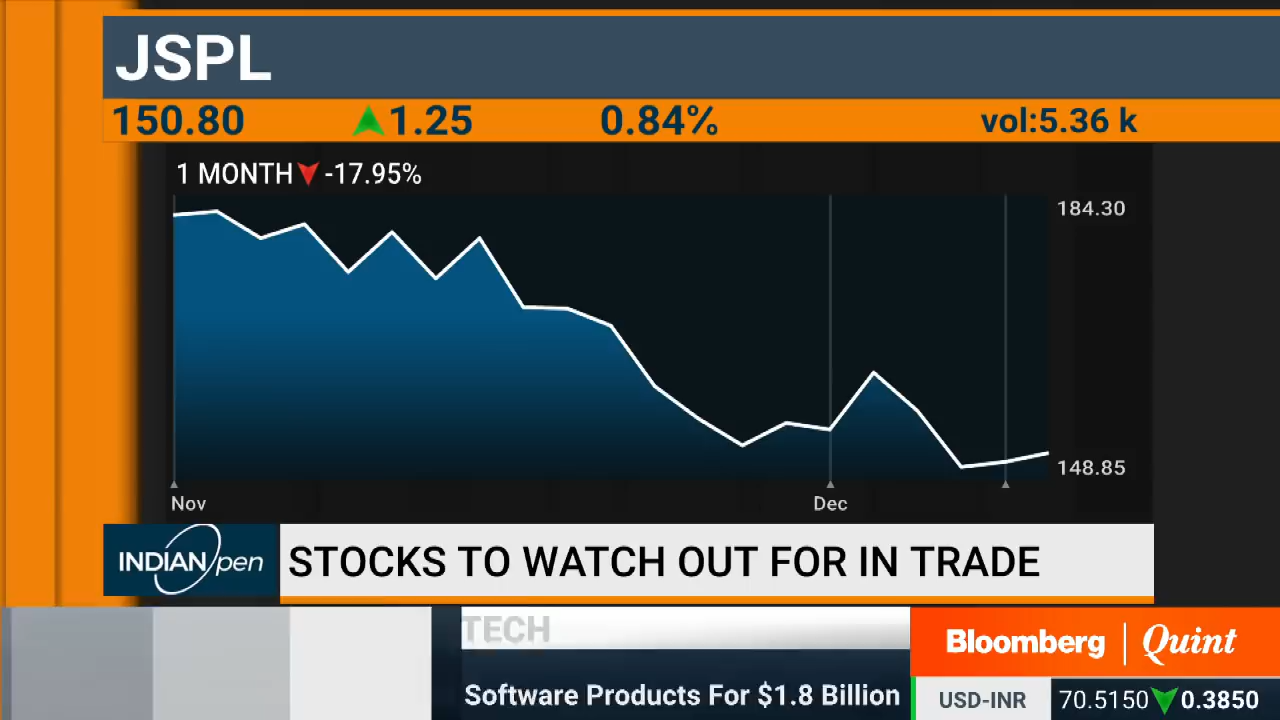 JSPL
150.80 1.25 0.84% vol:5.36 k
1 MONTH -17.95%
184.30
148.85
Nov Dec
INDIAN Open STOCKS TO WATCH OUT FOR IN TRADE
TECH
Bloomberg | Quint
Software Products For $1.8 Billion
USD-INR 70.5150 0.3850